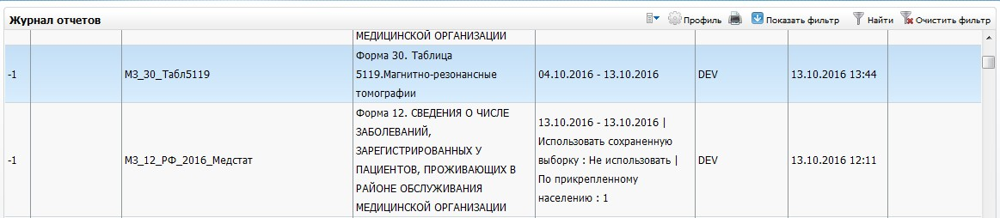 Журнал отчетов
Профиль
Показать фильтр
Найти
Очистить фильтр
МЕДИЦИНСКОЙ ОРГАНИЗАЦИИ
-1
МЗ_30_Табл5119
Форма 30. Таблица
5119.Магнитно-резонансные
томографии
04.10.2016 - 13.10.2016
DEV
13.10.2016 13:44
-1
МЗ_12_РФ_2016_Медстат
Форма 12. СВЕДЕНИЯ О ЧИСЛЕ
ЗАБОЛЕВАНИЙ,
ЗАРЕГИСТРИРОВАННЫХ У
ПАЦИЕНТОВ, ПРОЖИВАЮЩИХ В
РАЙОНЕ ОБСЛУЖИВАНИЯ
МЕДИЦИНСКОЙ ОРГАНИЗАЦИИ
13.10.2016 - 13.10.2016 |
Использовать сохраненную
выборку : Не использовать |
По прикрепленному
населению : 1
DEV
13.10.2016 12:11